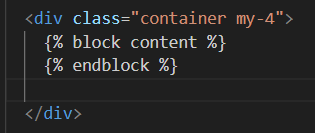 <div class="container my-4">
{% block content %}
{% endblock %}
</div>